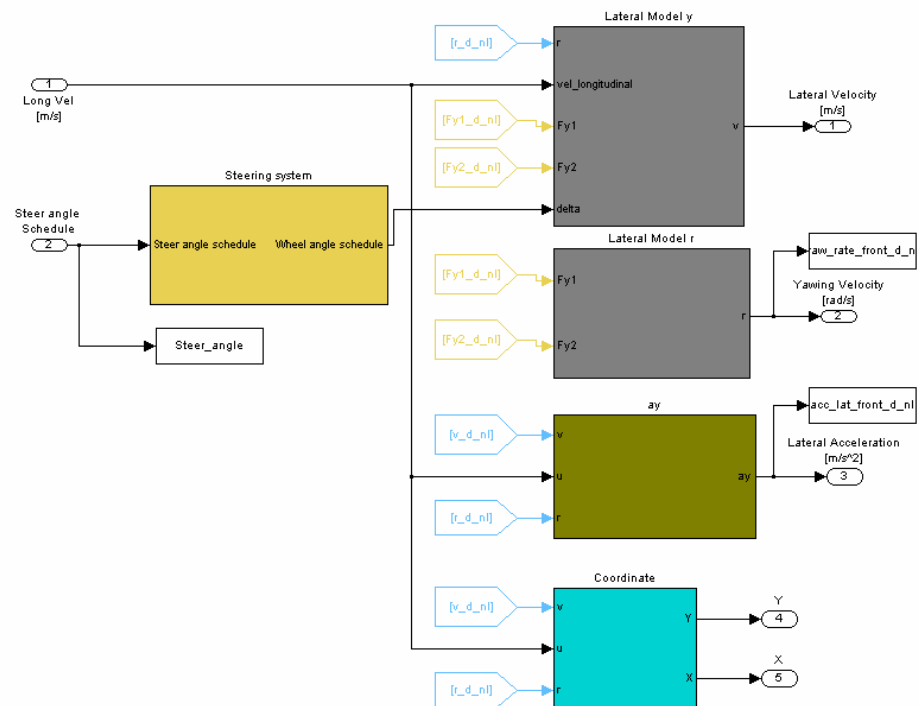 Lateral Model y
[r_d_nl]
r
1
Long Vel
[m/s]
vel_longitudinal
[Fy1_d_nl]
Fy1
[Fy2_d_nl]
Fy2
delta
v
Lateral Velocity
[m/s]
1
Steering system
Steer angle
Schedule
2
Steer angle schedule
Wheel angle schedule
Steer_angle
Lateral Model r
[Fy1_d_nl]
Fy1
[Fy2_d_nl]
Fy2
r
aw_rate_front_d_n
Yawing Velocity
[rad/s]
2
ay
[v_d_nl]
v
u
[r_d_nl]
r
ay
acc_lat_front_d_nl
Lateral Acceleration
[m/s^2]
3
Coordinate
[v_d_nl]
v
u
[r_d_nl]
r
Y
X
Y
4
X
5